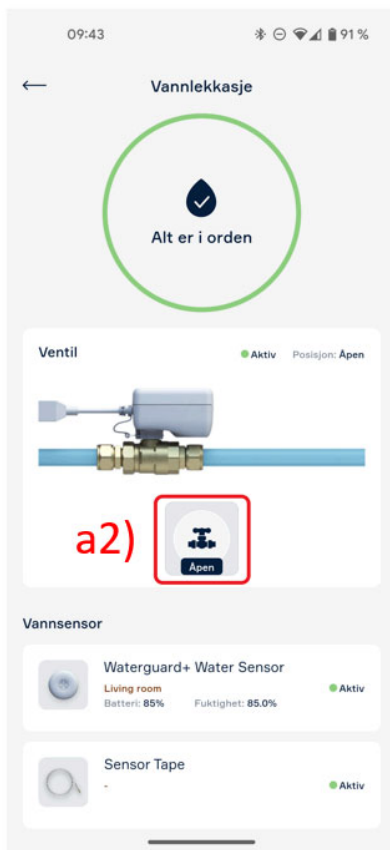 09:43
91 %
Vannlekkasje
Alt er i orden
Ventil
Aktiv Posisjon: Åpen
a2)
Åpen
Vannsensor
Waterguard+ Water Sensor
Living room
Aktiv
Batteri: 85% Fuktighet: 85.0%
Sensor Tape
-
Aktiv